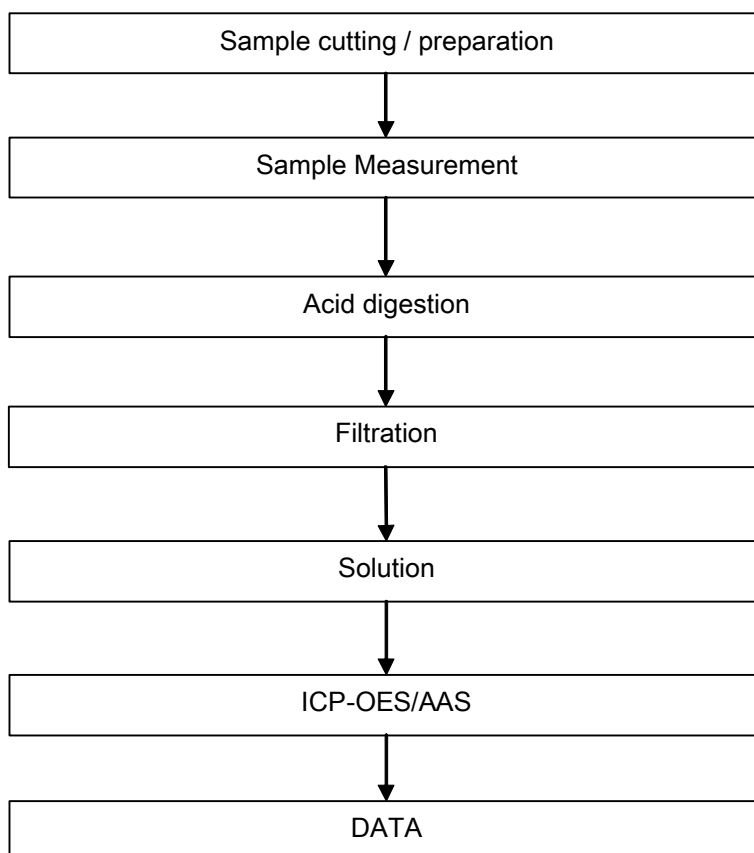 Sample cutting / preparation
Sample Measurement
Acid digestion
Filtration
Solution
ICP-OES/AAS
DATA